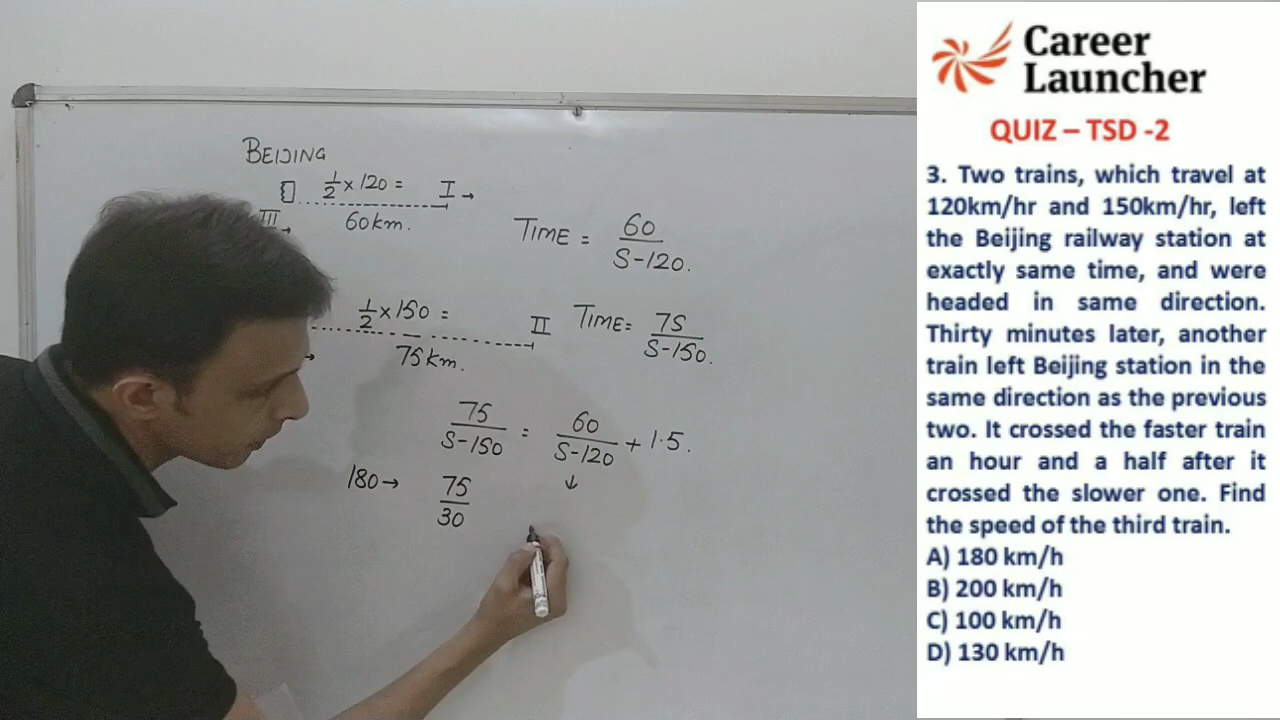 BEIJING
1/2 × 120 = I →
III → 60km.
TIME = 60/S-120.
1/2 × 150 = II
→ 75km.
TIME = 75/S-150.
75/S-150 = 60/S-120 + 1.5.
180 → 75/30 ↓
Career
Launcher
QUIZ – TSD -2
3. Two trains, which travel at
120km/hr and 150km/hr, left
the Beijing railway station at
exactly same time, and were
headed in same direction.
Thirty minutes later, another
train left Beijing station in the
same direction as the previous
two. It crossed the faster train
an hour and a half after it
crossed the slower one. Find
the speed of the third train.
A) 180 km/h
B) 200 km/h
C) 100 km/h
D) 130 km/h